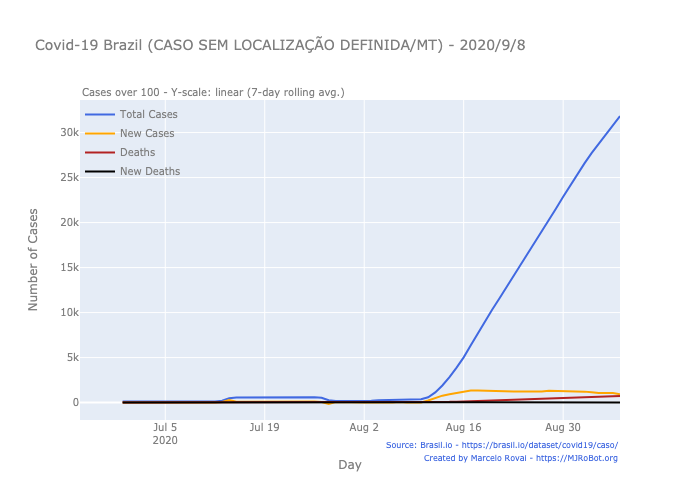 Covid-19 Brazil (CASO SEM LOCALIZAÇÃO DEFINIDA/MT) - 2020/9/8
Cases over 100 - Y-scale: linear (7-day rolling avg.)
Total Cases
New Cases
Deaths
New Deaths
Number of Cases
30k
25k
20k
15k
10k
5k
0
Jul 5
2020
Jul 19
Aug 2
Aug 16
Aug 30
Day
Source: Brasil.io - https://brasil.io/dataset/covid19/caso/
Created by Marcelo Rovai - https://MJRoBot.org